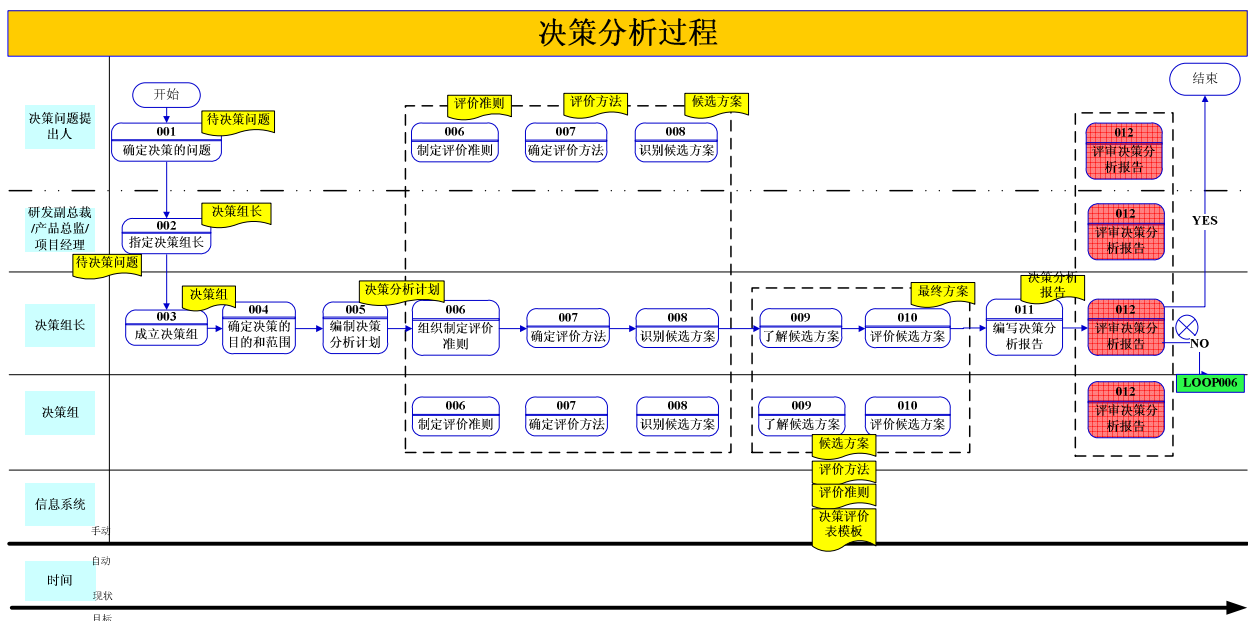 决策分析过程
开始
结束
决策问题提
出人
待决策问题
001
确定决策的问题
评价准则
评价方法
候选方案
006
制定评价准则
007
确定评价方法
008
识别候选方案
012
评审决策分
析报告
研发副总裁
/产品总监/
项目经理
决策组长
002
指定决策组长
待决策问题
012
评审决策分
析报告
YES
决策组长
决策组
003
成立决策组
004
确定决策的
目的和范围
005
编制决策
分析计划
决策分析计划
006
组织制定评价
准则
007
确定评价方法
008
识别候选方案
009
了解候选方案
最终方案
010
评价候选方案
决策分析
报告
011
编写决策分
析报告
012
评审决策分
析报告
NO
LOOP006
决策组
006
制定评价准则
007
确定评价方法
008
识别候选方案
009
了解候选方案
010
评价候选方案
012
评审决策分
析报告
候选方案
评价方法
评价准则
决策评价
表模板
信息系统
手动
自动
时间
现状
目标